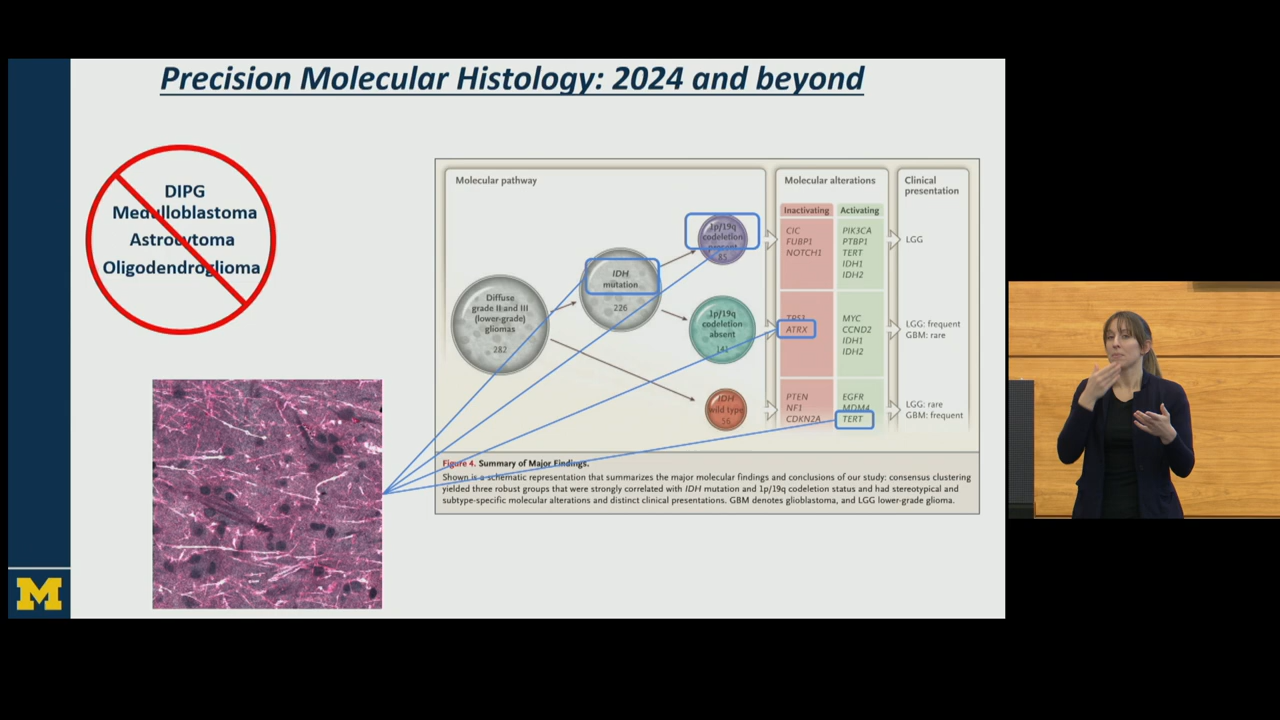 Precision Molecular Histology: 2024 and beyond
DIPG
Medulloblastoma
Astrocytoma
Oligodendroglioma
Molecular pathway
Diffuse
grade II and III
(lower-grade)
gliomas
282
IDH
mutation
226
1p/19q
codeletion
present
85
1p/19q
codeletion
absent
141
IDH
wild type
56
Molecular alterations
Inactivating
Activating
CIC
FUBP1
NOTCH1
PIK3CA
PTBP1
TERT
IDH1
IDH2
TP53
ATRX
MYC
CCND2
IDH1
IDH2
PTEN
NF1
CDKN2A
EGFR
MDM4
TERT
Clinical
presentation
LGG
LGG: frequent
GBM: rare
LGG: rare
GBM: frequent
Figure 4. Summary of Major Findings.
Shown is a schematic representation that summarizes the major molecular findings and conclusions of our study: consensus clustering
yielded three robust groups that were strongly correlated with IDH mutation and 1p/19q codeletion status and had stereotypical and
subtype-specific molecular alterations and distinct clinical presentations. GBM denotes glioblastoma, and LGG lower-grade glioma.
M